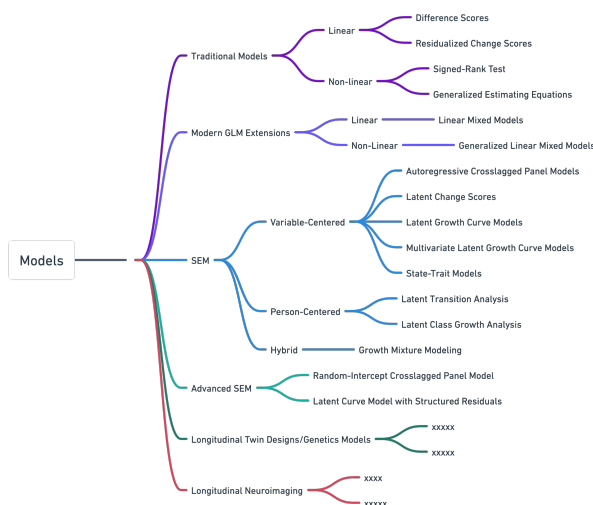 Models
Traditional Models
Linear
Difference Scores
Residualized Change Scores
Non-linear
Signed-Rank Test
Generalized Estimating Equations
Modern GLM Extensions
Linear
Linear Mixed Models
Non-Linear
Generalized Linear Mixed Models
SEM
Variable-Centered
Autoregressive Crosslagged Panel Models
Latent Change Scores
Latent Growth Curve Models
Multivariate Latent Growth Curve Models
State-Trait Models
Person-Centered
Latent Transition Analysis
Latent Class Growth Analysis
Hybrid
Growth Mixture Modeling
Advanced SEM
Random-Intercept Crosslagged Panel Model
Latent Curve Model with Structured Residuals
Longitudinal Twin Designs/Genetics Models
xxxxx
xxxxx
Longitudinal Neuroimaging
xxxx
xxxxx